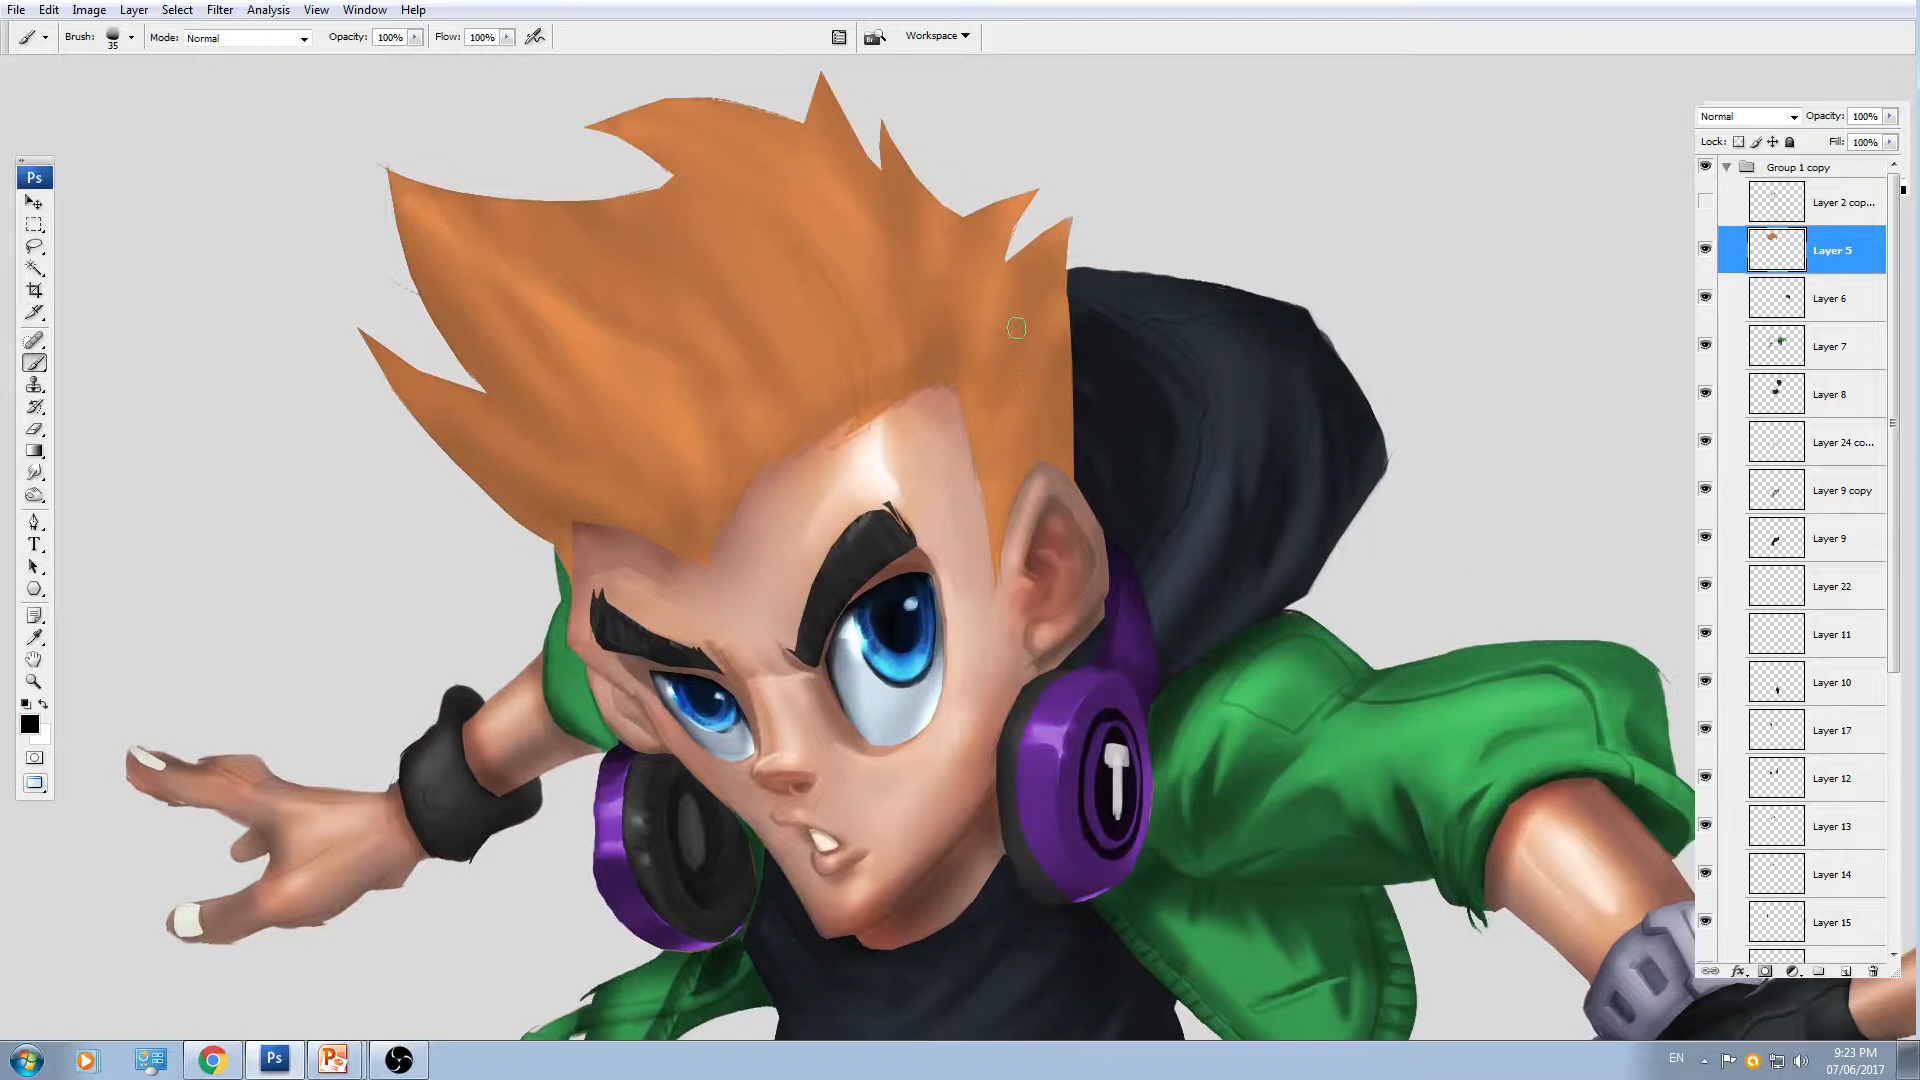 File Edit Image Layer Select Filter Analysis View Window Help
Brush: 35 Mode: Normal Opacity: 100% Flow: 100% Workspace
Normal Opacity: 100%
Lock: Fill: 100%
Ps
Group 1 copy
Layer 2 cop...
Layer 5
Layer 6
Layer 7
Layer 8
Layer 24 co...
Layer 9 copy
Layer 9
Layer 22
Layer 11
Layer 10
Layer 17
Layer 12
Layer 13
Layer 14
Layer 15
T
fx
Ps
EN
9:23 PM
07/06/2017